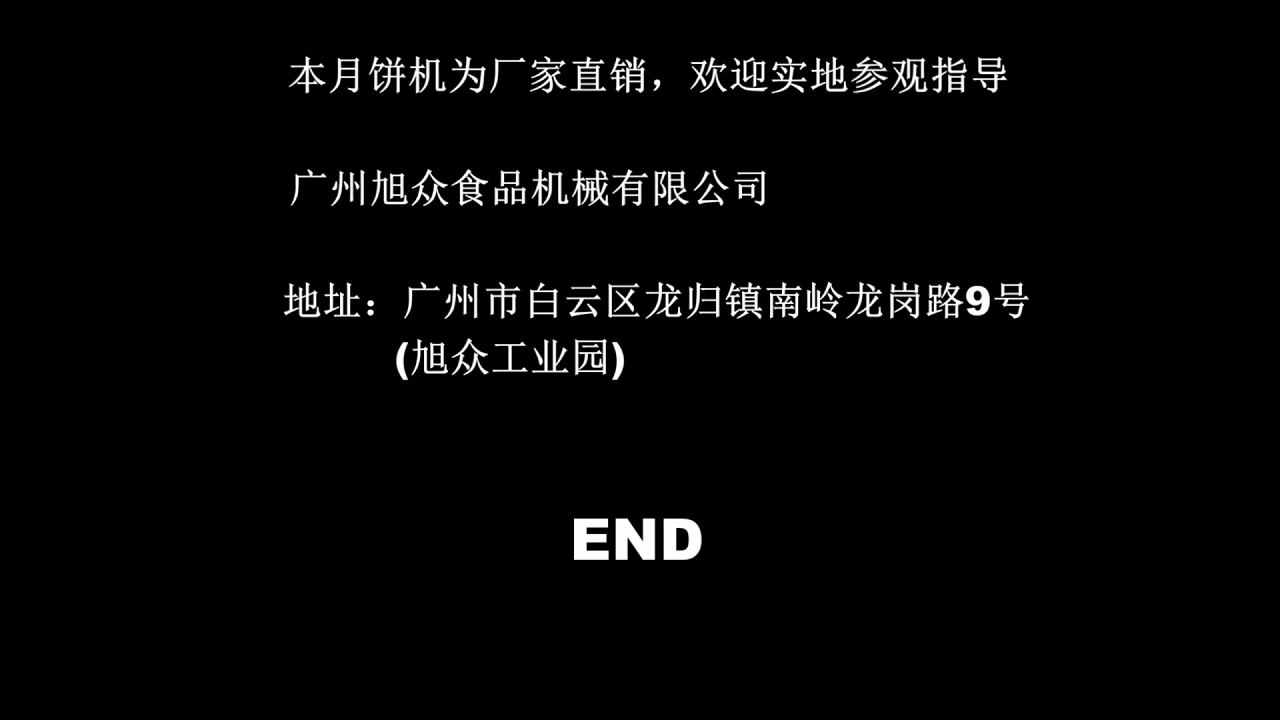 本月饼机为厂家直销，欢迎实地参观指导
广州旭众食品机械有限公司
地址：广州市白云区龙归镇南岭龙岗路9号
(旭众工业园)
END